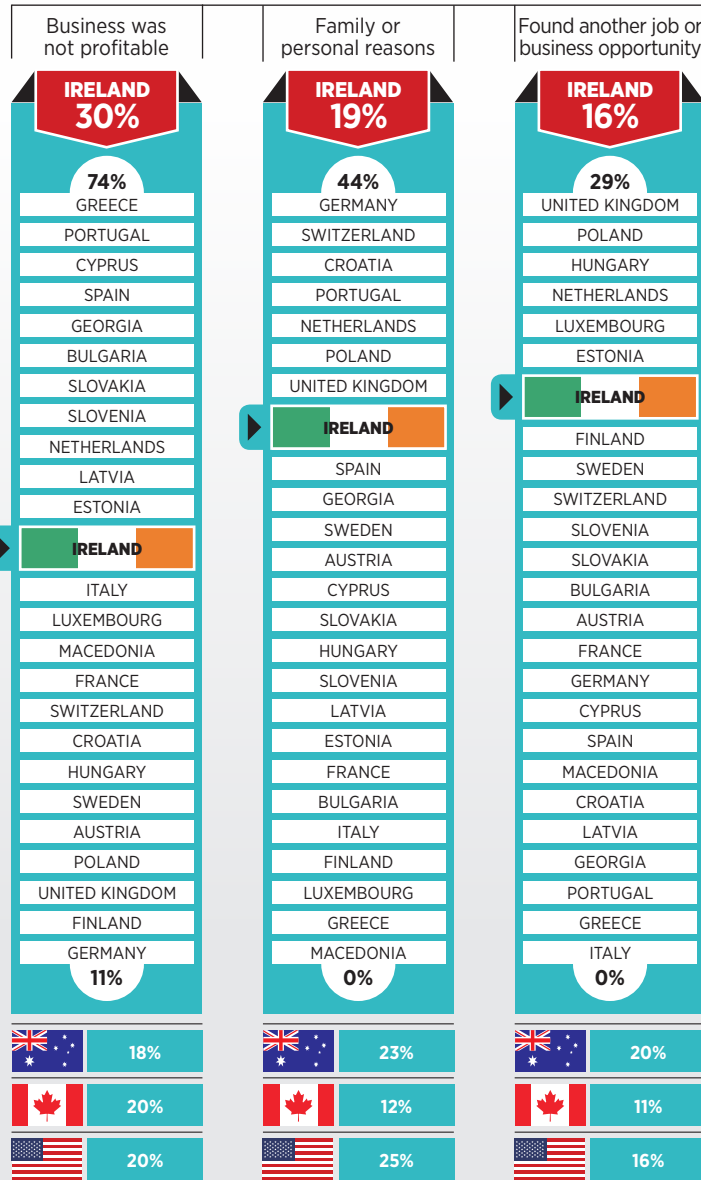 Business was
not profitable
IRELAND
30%
74%
GREECE
PORTUGAL
CYPRUS
SPAIN
GEORGIA
BULGARIA
SLOVAKIA
SLOVENIA
NETHERLANDS
LATVIA
ESTONIA
IRELAND
ITALY
LUXEMBOURG
MACEDONIA
FRANCE
SWITZERLAND
CROATIA
HUNGARY
SWEDEN
AUSTRIA
POLAND
UNITED KINGDOM
FINLAND
GERMANY
11%
18%
20%
20%
Family or
personal reasons
IRELAND
19%
44%
GERMANY
SWITZERLAND
CROATIA
PORTUGAL
NETHERLANDS
POLAND
UNITED KINGDOM
IRELAND
SPAIN
GEORGIA
SWEDEN
AUSTRIA
CYPRUS
SLOVAKIA
HUNGARY
SLOVENIA
LATVIA
ESTONIA
FRANCE
BULGARIA
ITALY
FINLAND
LUXEMBOURG
GREECE
MACEDONIA
0%
23%
12%
25%
Found another job or
business opportunity
IRELAND
16%
29%
UNITED KINGDOM
POLAND
HUNGARY
NETHERLANDS
LUXEMBOURG
ESTONIA
IRELAND
FINLAND
SWEDEN
SWITZERLAND
SLOVENIA
SLOVAKIA
BULGARIA
AUSTRIA
FRANCE
GERMANY
CYPRUS
SPAIN
MACEDONIA
CROATIA
LATVIA
GEORGIA
PORTUGAL
GREECE
ITALY
0%
20%
11%
16%